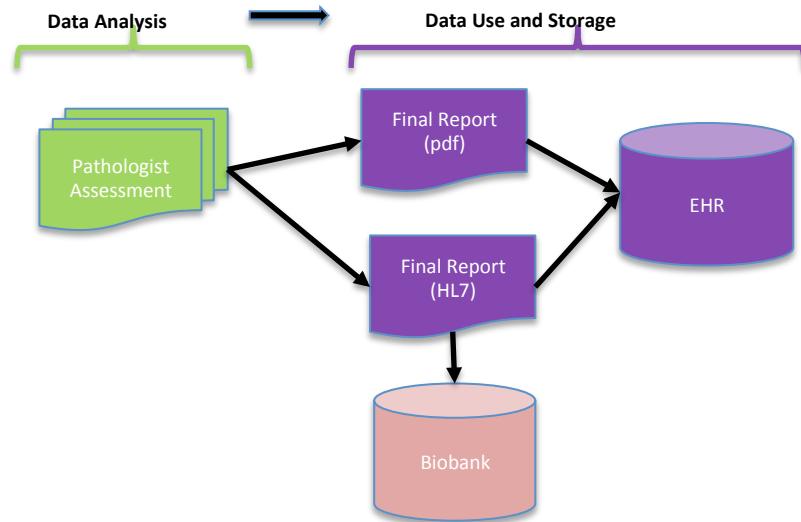 Data Analysis
Data Use and Storage
Pathologist
Assessment
Final Report
(pdf)
EHR
Final Report
(HL7)
Biobank